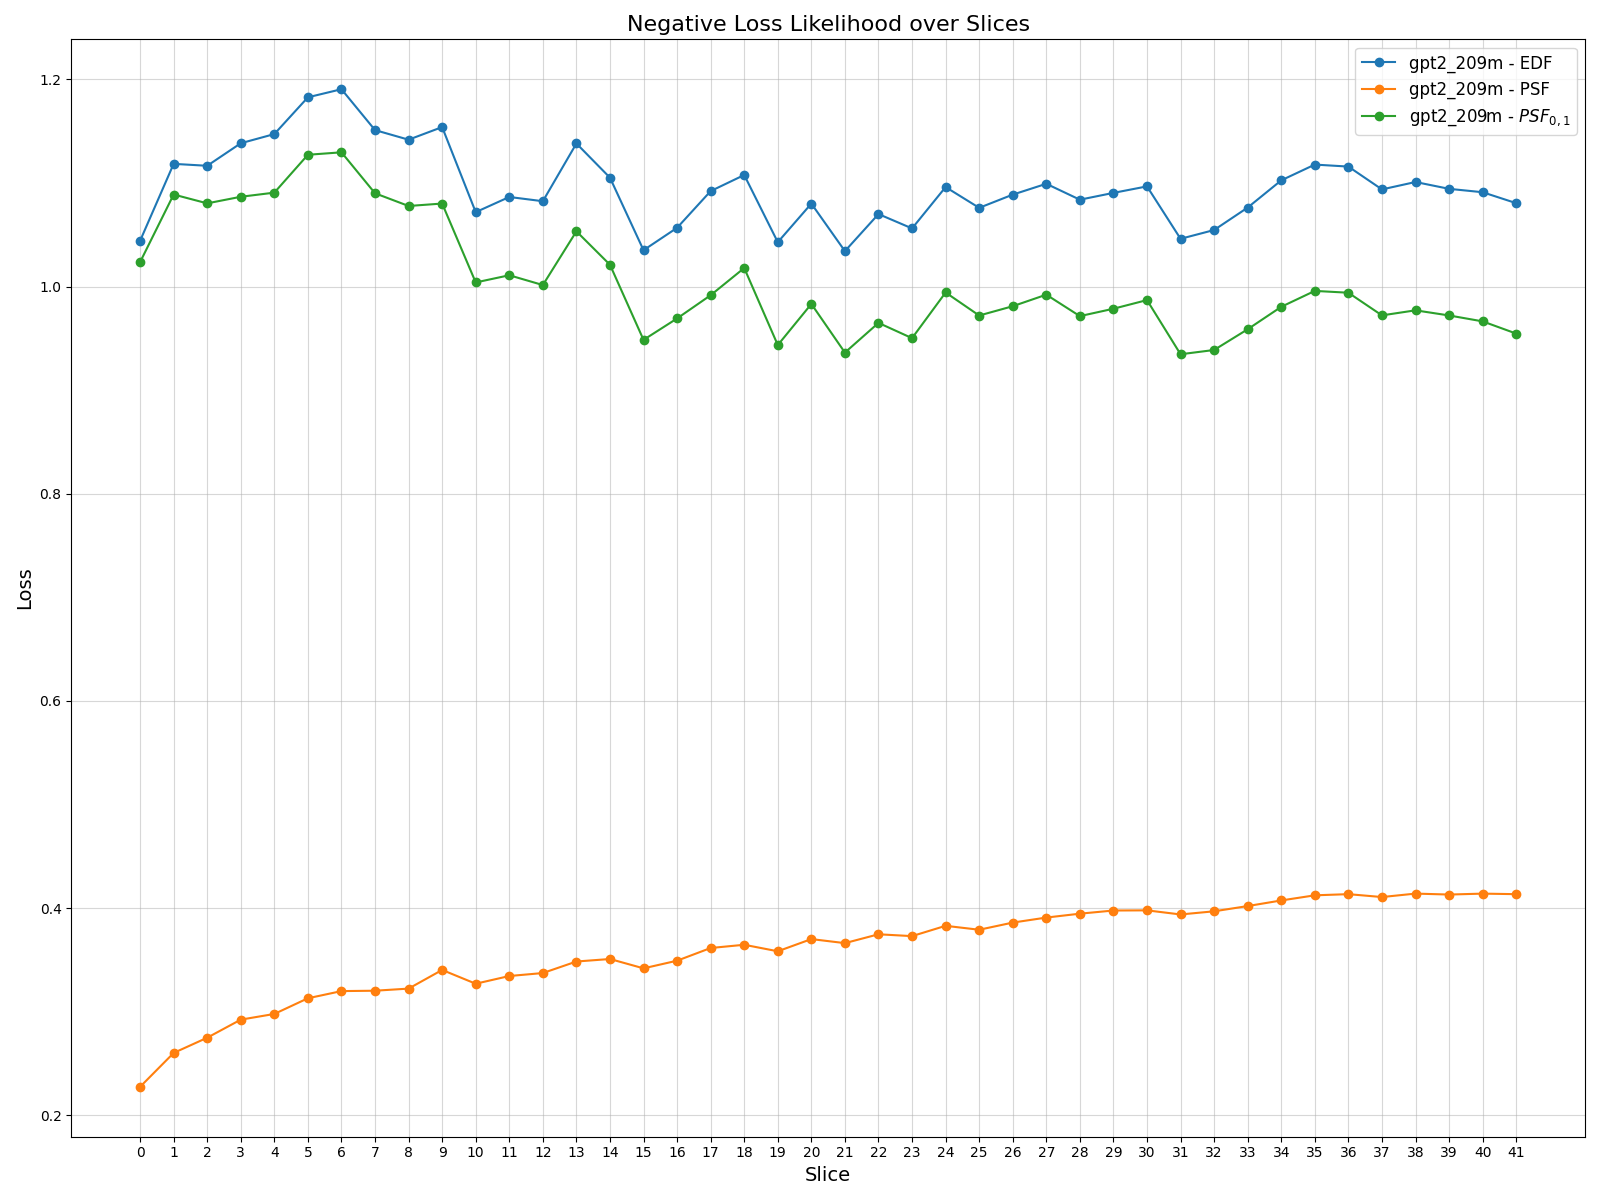 Negative Loss Likelihood over Slices
gpt2_209m - EDF
gpt2_209m - PSF
gpt2_209m - PSF0,1
1.2
1.0
0.8
0.6
0.4
0.2
Loss
0 1 2 3 4 5 6 7 8 9 10 11 12 13 14 15 16 17 18 19 20 21 22 23 24 25 26 27 28 29 30 31 32 33 34 35 36 37 38 39 40 41
Slice